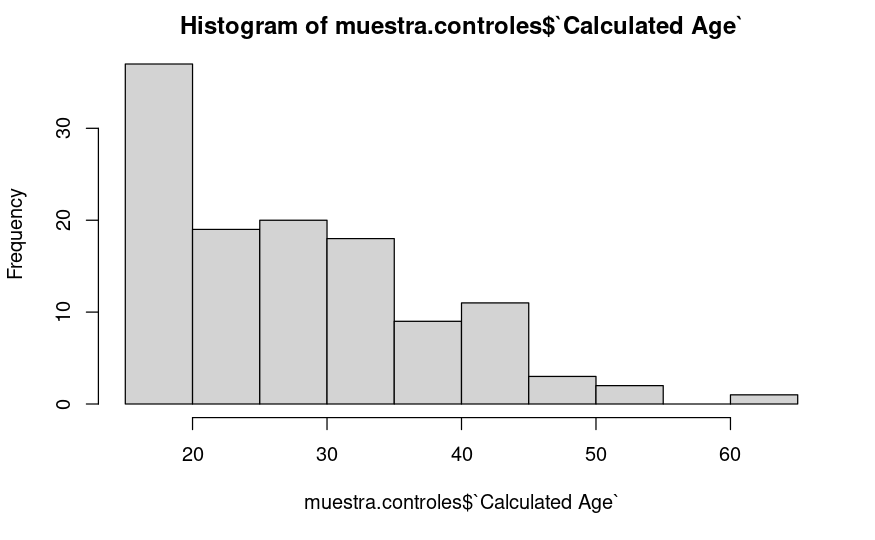 Histogram of muestra.controles$`Calculated Age`
Frequency
30
20
10
0
20 30 40 50 60
muestra.controles$`Calculated Age`